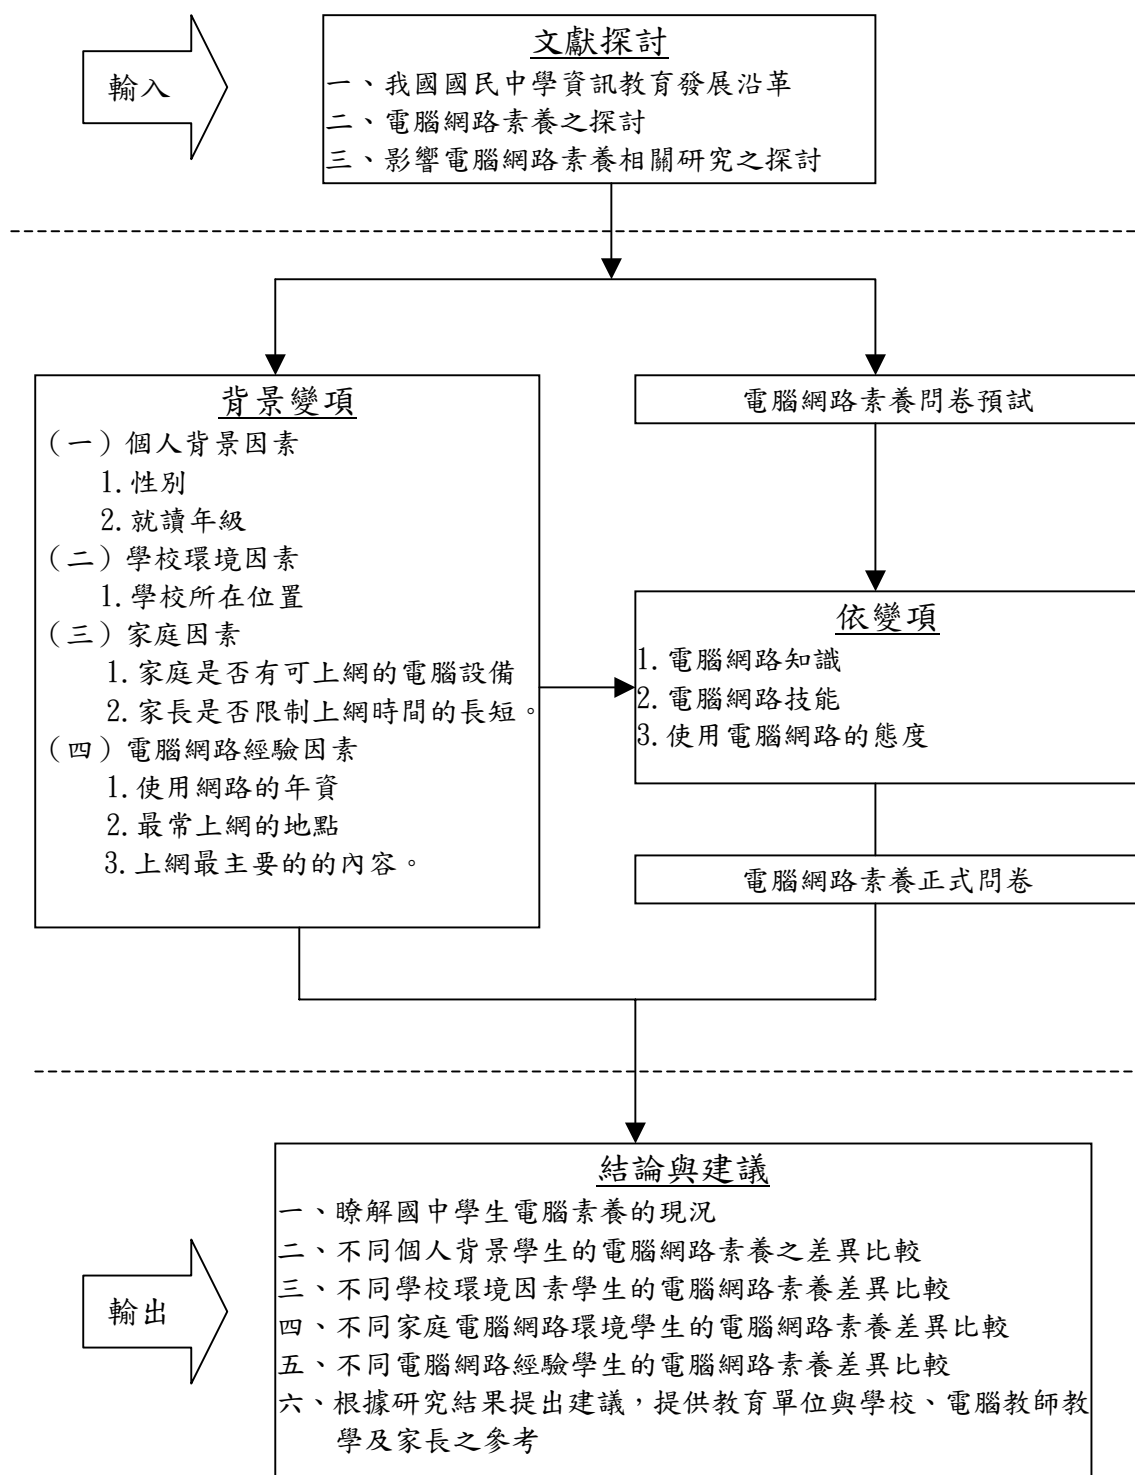 輸入
文獻探討
一、我國國民中學資訊教育發展沿革
二、電腦網路素養之探討
三、影響電腦網路素養相關研究之探討
背景變項
（一）個人背景因素
1.性別
2.就讀年級
（二）學校環境因素
1.學校所在位置
（三）家庭因素
1.家庭是否有可上網的電腦設備
2.家長是否限制上網時間的長短。
（四）電腦網路經驗因素
1.使用網路的年資
2.最常上網的地點
3.上網最主要的的內容。
電腦網路素養問卷預試
依變項
1.電腦網路知識
2.電腦網路技能
3.使用電腦網路的態度
電腦網路素養正式問卷
輸出
結論與建議
一、瞭解國中學生電腦素養的現況
二、不同個人背景學生的電腦網路素養之差異比較
三、不同學校環境因素學生的電腦網路素養差異比較
四、不同家庭電腦網路環境學生的電腦網路素養差異比較
五、不同電腦網路經驗學生的電腦網路素養差異比較
六、根據研究結果提出建議，提供教育單位與學校、電腦教師教
學及家長之參考